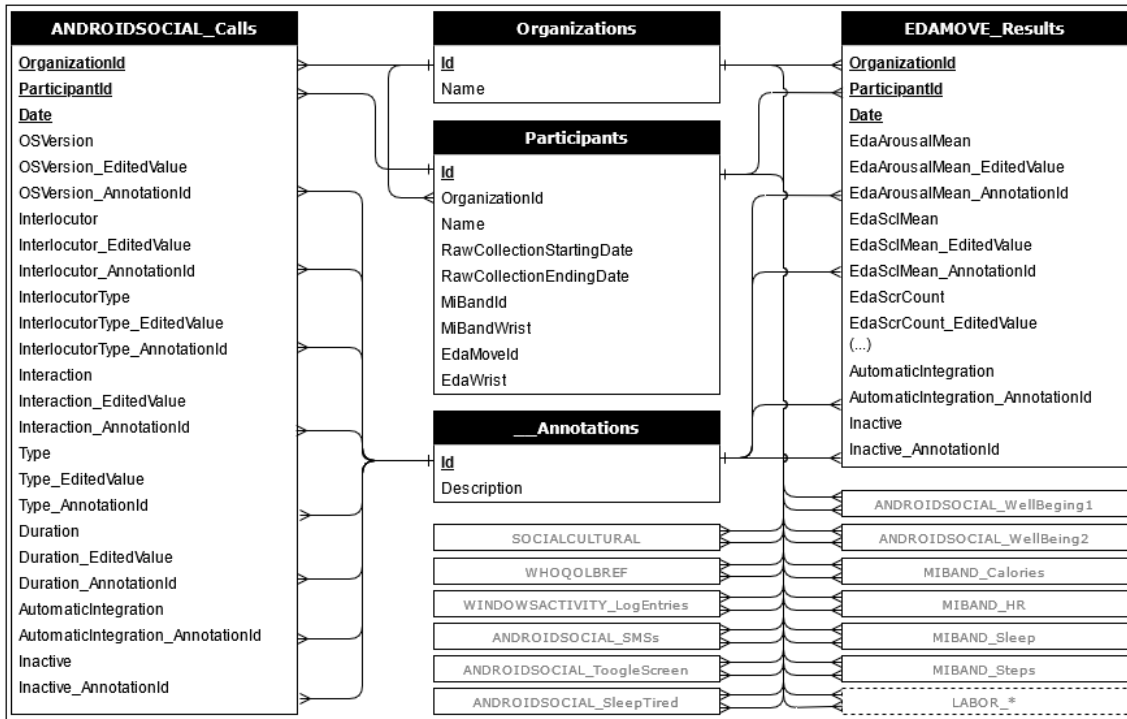 ANDROIDSOCIAL_Calls
OrganizationId
ParticipantId
Date
OSVersion
OSVersion_EditedValue
OSVersion_AnnotationId
Interlocutor
Interlocutor_EditedValue
Interlocutor_AnnotationId
InterlocutorType
InterlocutorType_EditedValue
InterlocutorType_AnnotationId
Interaction
Interaction_EditedValue
Interaction_AnnotationId
Type
Type_EditedValue
Type_AnnotationId
Duration
Duration_EditedValue
Duration_AnnotationId
AutomaticIntegration
AutomaticIntegration_AnnotationId
Inactive
Inactive_AnnotationId
Organizations
Id
Name
Participants
Id
OrganizationId
Name
RawCollectionStartingDate
RawCollectionEndingDate
MiBandId
MiBandWrist
EdaMoveId
EdaWrist
__Annotations
Id
Description
SOCIALCULTURAL
WHOQOLBREF
WINDOWSACTIVITY_LogEntries
ANDROIDSOCIAL_SMSs
ANDROIDSOCIAL_ToogleScreen
ANDROIDSOCIAL_SleepTired
EDAMOVE_Results
OrganizationId
ParticipantId
Date
EdaArousalMean
EdaArousalMean_EditedValue
EdaArousalMean_AnnotationId
EdaSclMean
EdaSclMean_EditedValue
EdaSclMean_AnnotationId
EdaScrCount
EdaScrCount_EditedValue
(...)
AutomaticIntegration
AutomaticIntegration_AnnotationId
Inactive
Inactive_AnnotationId
ANDROIDSOCIAL_WellBeging1
ANDROIDSOCIAL_WellBeing2
MIBAND_Calories
MIBAND_HR
MIBAND_Sleep
MIBAND_Steps
LABOR_*